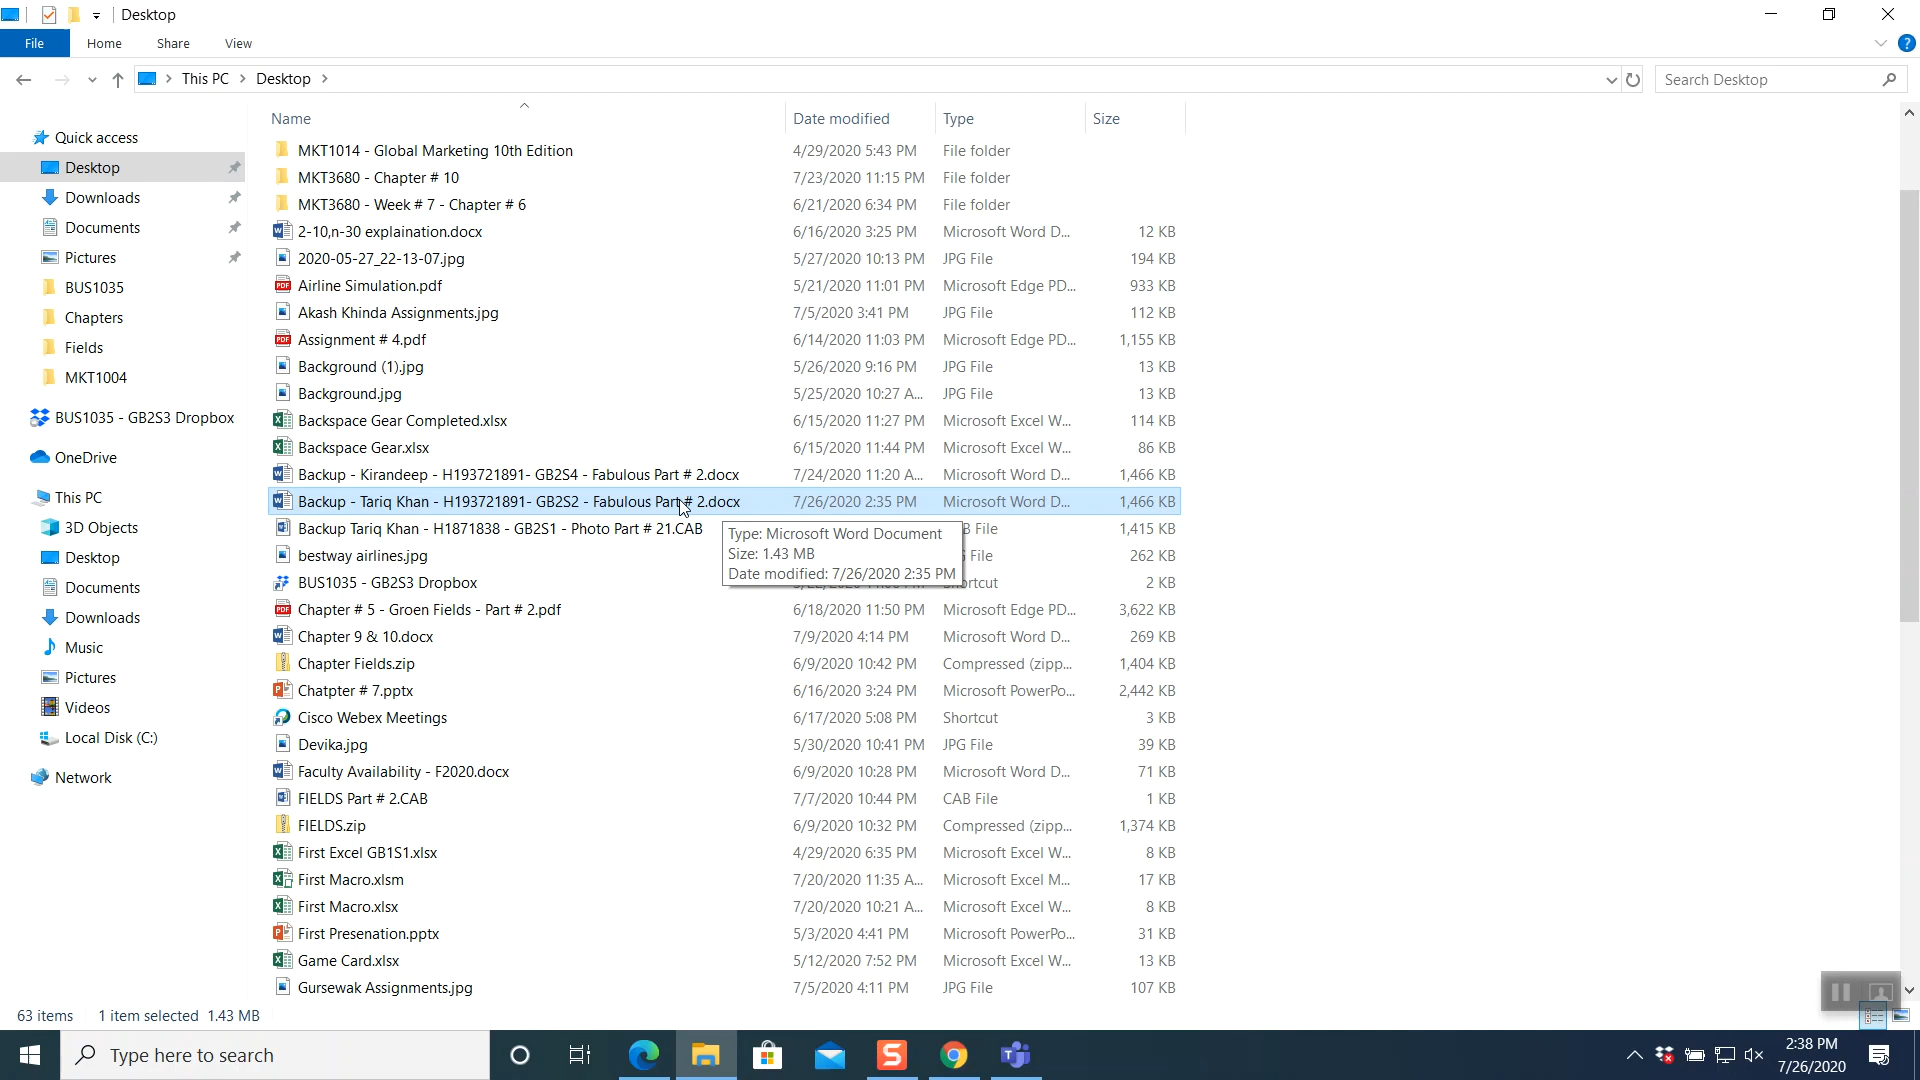 Desktop
File Home Share View
This PC Desktop Search Desktop
Name Date modified Type Size
Quick access
Desktop
Downloads
Documents
Pictures
BUS1035
Chapters
Fields
MKT1004
BUS1035 - GB2S3 Dropbox
OneDrive
This PC
3D Objects
Desktop
Documents
Downloads
Music
Pictures
Videos
Local Disk (C:)
Network
MKT1014 - Global Marketing 10th Edition 4/29/2020 5:43 PM File folder
MKT3680 - Chapter # 10 7/23/2020 11:15 PM File folder
MKT3680 - Week # 7 - Chapter # 6 6/21/2020 6:34 PM File folder
2-10,n-30 explaination.docx 6/16/2020 3:25 PM Microsoft Word D... 12 KB
2020-05-27_22-13-07.jpg 5/27/2020 10:13 PM JPG File 194 KB
Airline Simulation.pdf 5/21/2020 11:01 PM Microsoft Edge PD... 933 KB
Akash Khinda Assignments.jpg 7/5/2020 3:41 PM JPG File 112 KB
Assignment # 4.pdf 6/14/2020 11:03 PM Microsoft Edge PD... 1,155 KB
Background (1).jpg 5/26/2020 9:16 PM JPG File 13 KB
Background.jpg 5/25/2020 10:27 A... JPG File 13 KB
Backspace Gear Completed.xlsx 6/15/2020 11:27 PM Microsoft Excel W... 114 KB
Backspace Gear.xlsx 6/15/2020 11:44 PM Microsoft Excel W... 86 KB
Backup - Kirandeep - H193721891- GB2S4 - Fabulous Part # 2.docx 7/24/2020 11:20 A... Microsoft Word D... 1,466 KB
Backup - Tariq Khan - H193721891- GB2S2 - Fabulous Part # 2.docx 7/26/2020 2:35 PM Microsoft Word D... 1,466 KB
Backup Tariq Khan - H1871838 - GB2S1 - Photo Part # 21.CAB B File 1,415 KB
Type: Microsoft Word Document
Size: 1.43 MB
Date modified: 7/26/2020 2:35 PM
bestway airlines.jpg File 262 KB
BUS1035 - GB2S3 Dropbox 2 KB
Chapter # 5 - Groen Fields - Part # 2.pdf 6/18/2020 11:50 PM Microsoft Edge PD... 3,622 KB
Chapter 9 & 10.docx 7/9/2020 4:14 PM Microsoft Word D... 269 KB
Chapter Fields.zip 6/9/2020 10:42 PM Compressed (zipp... 1,404 KB
Chatpter # 7.pptx 6/16/2020 3:24 PM Microsoft PowerPo... 2,442 KB
Cisco Webex Meetings 6/17/2020 5:08 PM Shortcut 3 KB
Devika.jpg 5/30/2020 10:41 PM JPG File 39 KB
Faculty Availability - F2020.docx 6/9/2020 10:28 PM Microsoft Word D... 71 KB
FIELDS Part # 2.CAB 7/7/2020 10:44 PM CAB File 1 KB
FIELDS.zip 6/9/2020 10:32 PM Compressed (zipp... 1,374 KB
First Excel GB1S1.xlsx 4/29/2020 6:35 PM Microsoft Excel W... 8 KB
First Macro.xlsm 7/20/2020 11:35 A... Microsoft Excel M... 17 KB
First Macro.xlsx 7/20/2020 10:21 A... Microsoft Excel W... 8 KB
First Presenation.pptx 5/3/2020 4:41 PM Microsoft PowerPo... 31 KB
Game Card.xlsx 5/12/2020 7:52 PM Microsoft Excel W... 13 KB
Gursewak Assignments.jpg 7/5/2020 4:11 PM JPG File 107 KB
63 items 1 item selected 1.43 MB
Type here to search
2:38 PM
7/26/2020